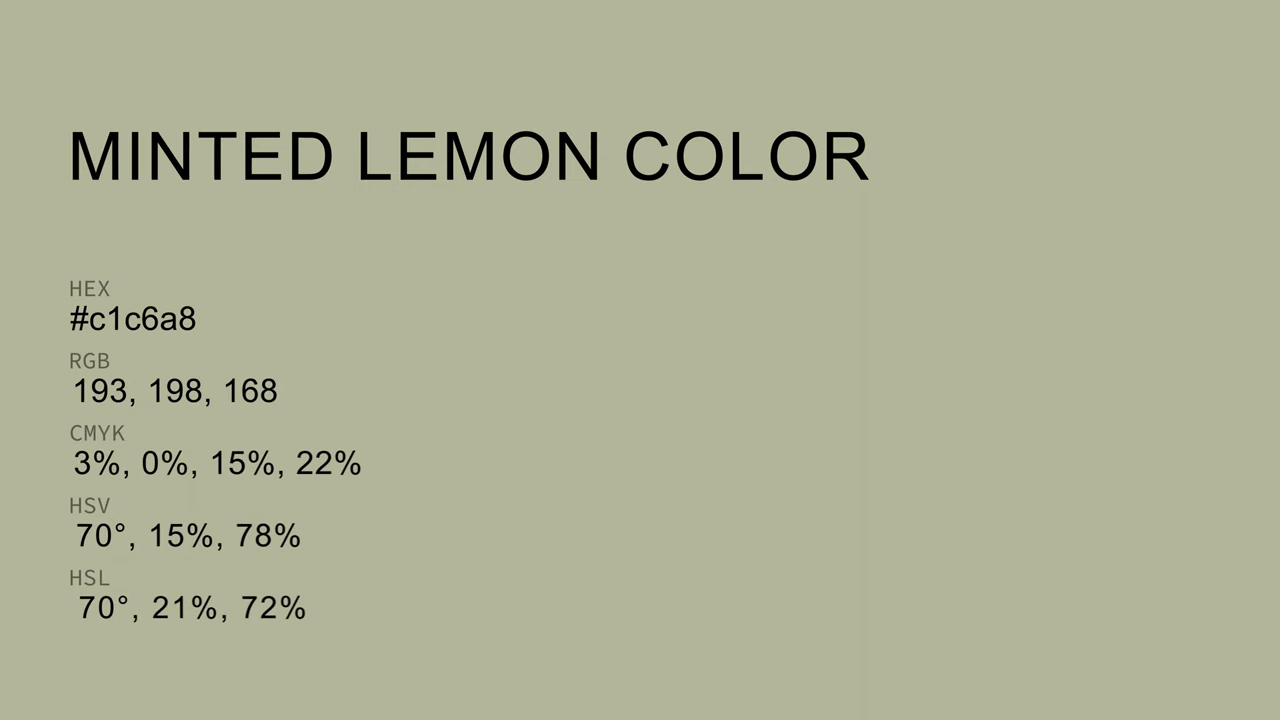 MINTED LEMON COLOR
HEX
#c1c6a8
RGB
193, 198, 168
CMYK
3%, 0%, 15%, 22%
HSV
70°, 15%, 78%
HSL
70°, 21%, 72%